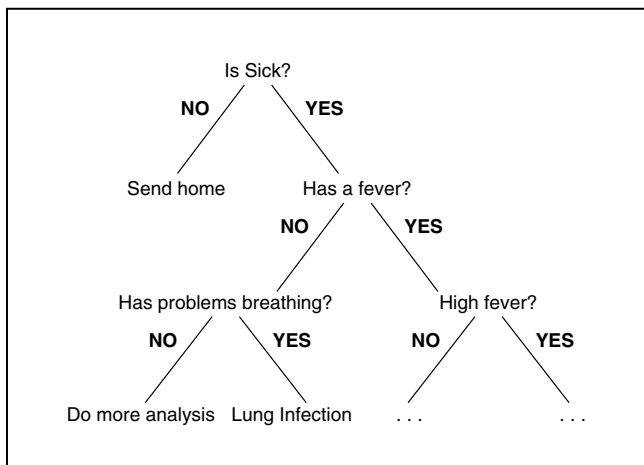 Is Sick?
NO YES
Send home Has a fever?
NO YES
Has problems breathing? High fever?
NO YES NO YES
Do more analysis Lung Infection . . . . . .